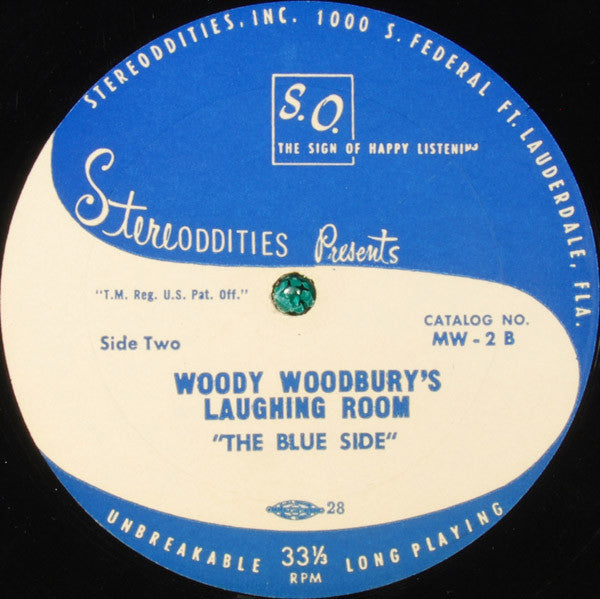 STEREODDITIES, INC. 1000 S. FEDERAL FT. LAUDERDALE, FLA.
S.O.
THE SIGN OF HAPPY LISTENING
STEREODDITIES Presents
"T.M. Reg. U.S. Pat. Off."
Side Two
CATALOG NO.
MW - 2 B
WOODY WOODBURY'S
LAUGHING ROOM
"THE BLUE SIDE"
28
UNBREAKABLE 33⅓ LONG PLAYING
RPM